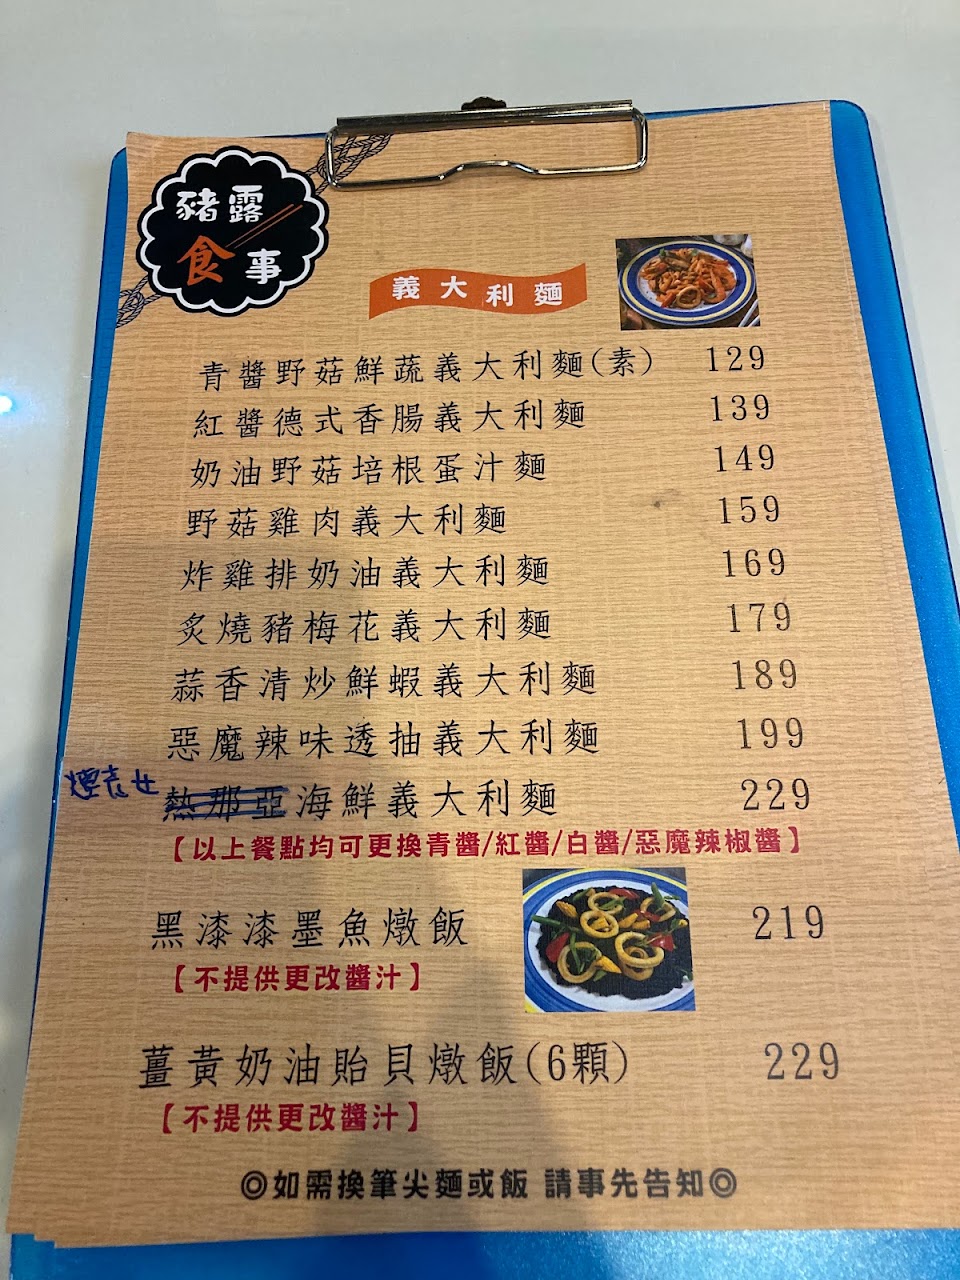 豬露
食事
義大利麵
青醬野菇鮮蔬義大利麵(素) 129
紅醬德式香腸義大利麵 139
奶油野菇培根蛋汁麵 149
野菇雞肉義大利麵 159
炸雞排奶油義大利麵 169
炙燒豬梅花義大利麵 179
蒜香清炒鮮蝦義大利麵 189
惡魔辣味透抽義大利麵 199
熱那亞海鮮義大利麵 229
【以上餐點均可更換青醬/紅醬/白醬/惡魔辣椒醬】
黑漆漆墨魚燉飯 219
【不提供更改醬汁】
薑黃奶油貽貝燉飯(6顆) 229
【不提供更改醬汁】
◎如需換筆尖麵或飯 請事先告知◎